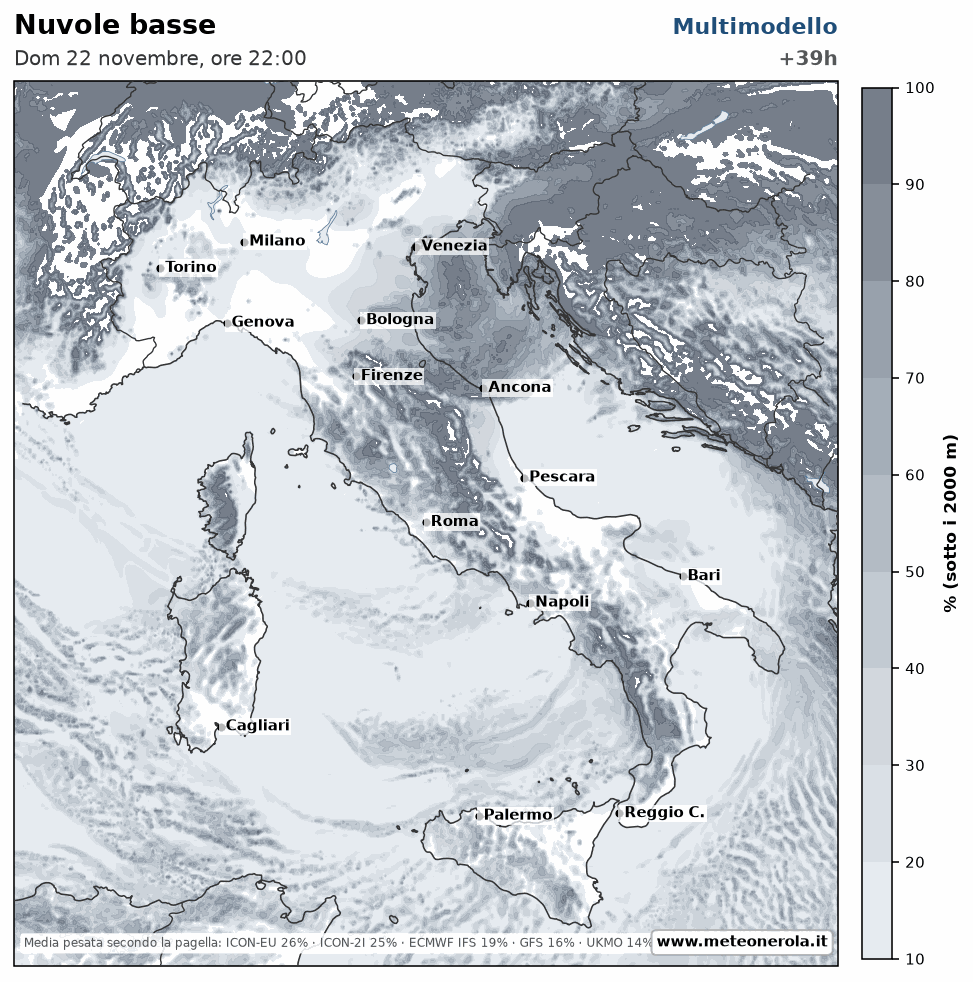 Nuvole basse
Multimodello
Dom 22 novembre, ore 22:00
+39h
100
90
80
70
60
50
40
30
20
10
% (sotto i 2000 m)
Milano
Venezia
Torino
Genova
Bologna
Firenze
Ancona
Pescara
Roma
Bari
Napoli
Cagliari
Palermo
Reggio C.
Media pesata secondo la pagella: ICON-EU 26% · ICON-2I 25% · ECMWF IFS 19% · GFS 16% · UKMO 14%
www.meteonerola.it